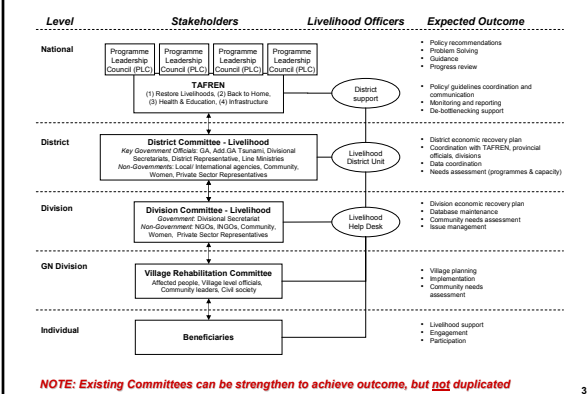 Level Stakeholders Livelihood Officers Expected Outcome
National
Programme Leadership Council (PLC)
Programme Leadership Council (PLC)
Programme Leadership Council (PLC)
Programme Leadership Council (PLC)
TAFREN
(1) Restore Livelihoods, (2) Back to Home,
(3) Health & Education, (4) Infrastructure
District
support
• Policy recommendations
• Problem Solving
• Guidance
• Progress review
• Policy/ guidelines coordination and
communication
• Monitoring and reporting
• De-bottlenecking support
District
District Committee - Livelihood
Key Government Officials: GA, Add.GA Tsunami, Divisional
Secretariats, District Representative, Line Ministries
Non-Governments: Local/ International agencies, Community,
Women, Private Sector Representatives
Livelihood
District Unit
• District economic recovery plan
• Coordination with TAFREN, provincial
officials, divisions
• Data coordination
• Needs assessment (programmes & capacity)
Division
Division Committee - Livelihood
Government: Divisional Secretariat
Non-Government: NGOs, INGOs, Community,
Women, Private Sector Representatives
Livelihood
Help Desk
• Division economic recovery plan
• Database maintenance
• Community needs assessment
• Issue management
GN Division
Village Rehabilitation Committee
Affected people, Village level officials,
Community leaders, Civil society
• Village planning
• Implementation
• Community needs
assessment
Individual
Beneficiaries
• Livelihood support
• Engagement
• Participation
NOTE: Existing Committees can be strengthen to achieve outcome, but not duplicated
3